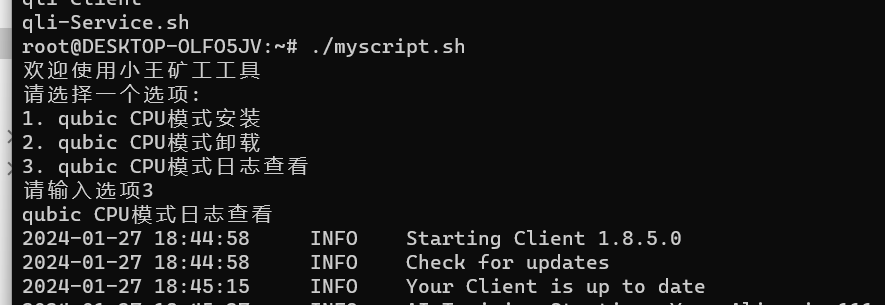 qli-Client
qli-Service.sh
root@DESKTOP-OLFO5JV:~# ./myscript.sh
欢迎使用小王矿工工具
请选择一个选项:
1. qubic CPU模式安装
2. qubic CPU模式卸载
3. qubic CPU模式日志查看
请输入选项3
qubic CPU模式日志查看
2024-01-27 18:44:58 INFO Starting Client 1.8.5.0
2024-01-27 18:44:58 INFO Check for updates
2024-01-27 18:45:15 INFO Your Client is up to date